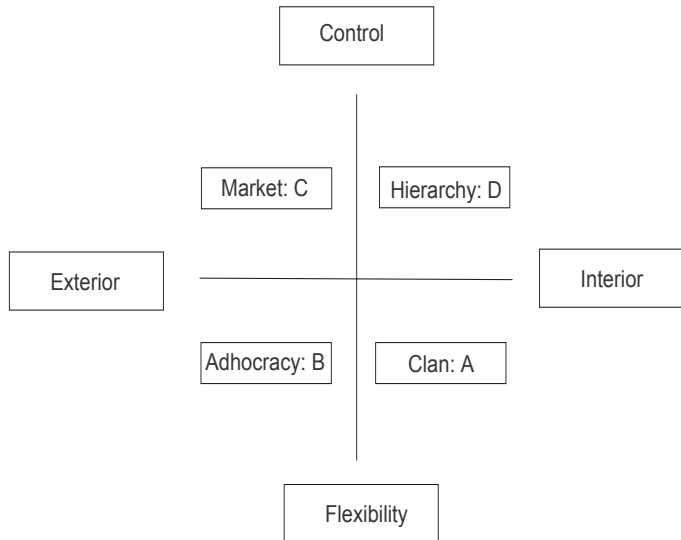 Control
Market: C
Hierarchy: D
Exterior
Interior
Adhocracy: B
Clan: A
Flexibility